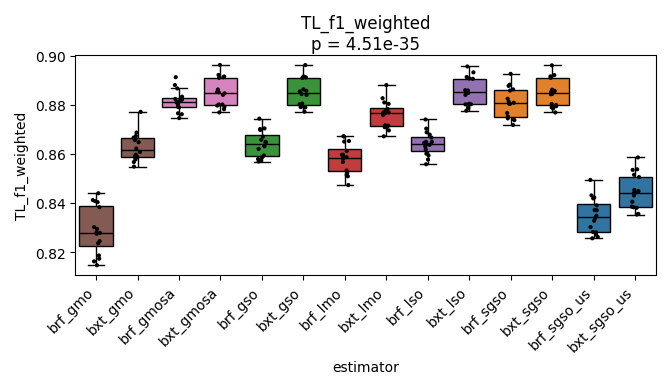 TL_f1_weighted
p = 4.51e-35
TL_f1_weighted
0.90
0.88
0.86
0.84
0.82
brf_gmo
bxt_gmo
brf_gmosa
bxt_gmosa
brf_gso
bxt_gso
brf_lmo
bxt_lmo
brf_lso
bxt_lso
brf_sgso
bxt_sgso
brf_sgso_us
bxt_sgso_us
estimator